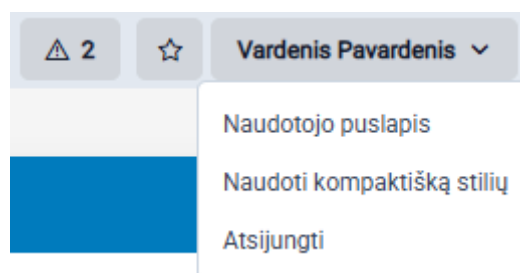 2 Vardenis Pavardenis
Naudotojo puslapis
Naudoti kompaktišką stilių
Atsijungti